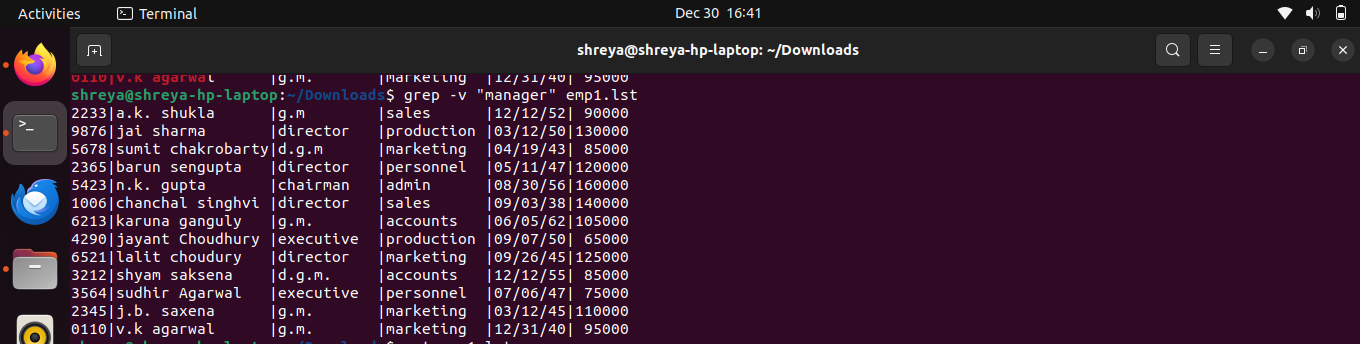 Activities Terminal Dec 30 16:41
shreya@shreya-hp-laptop: ~/Downloads
0110|v.k agarwal      |g.m.      |marketing |12/31/40| 95000
shreya@shreya-hp-laptop:~/Downloads$ grep -v "manager" emp1.lst
2233|a.k. shukla      |g.m       |sales     |12/12/52| 90000
9876|jai sharma       |director  |production |03/12/50|130000
5678|sumit chakrobarty|d.g.m     |marketing |04/19/43| 85000
2365|barun sengupta   |director  |personnel |05/11/47|120000
5423|n.k. gupta       |chairman  |admin     |08/30/56|160000
1006|chanchal singhvi |director  |sales     |09/03/38|140000
6213|karuna ganguly   |g.m.      |accounts  |06/05/62|105000
4290|jayant Choudhury |executive |production |09/07/50| 65000
6521|lalit choudury   |director  |marketing |09/26/45|125000
3212|shyam saksena    |d.g.m.    |accounts  |12/12/55| 85000
3564|sudhir Agarwal   |executive |personnel |07/06/47| 75000
2345|j.b. saxena      |g.m.      |marketing |03/12/45|110000
0110|v.k agarwal      |g.m.      |marketing |12/31/40| 95000